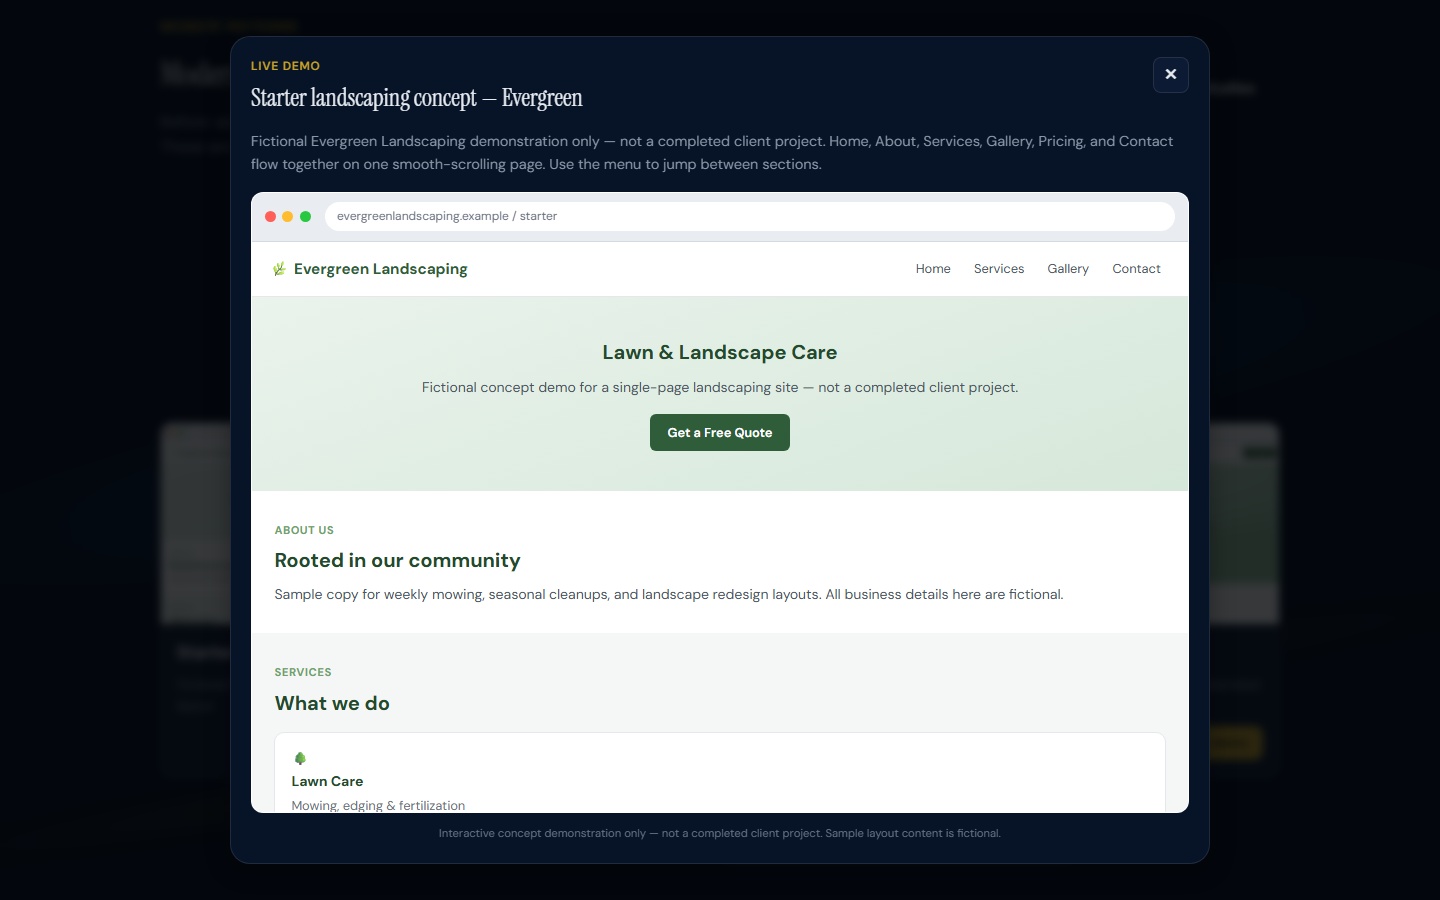 LIVE DEMO
Starter landscaping concept — Evergreen
Fictional Evergreen Landscaping demonstration only — not a completed client project. Home, About, Services, Gallery, Pricing, and Contact
flow together on one smooth-scrolling page. Use the menu to jump between sections.
evergreenlandscaping.example / starter
Evergreen Landscaping
Home Services Gallery Contact
Lawn & Landscape Care
Fictional concept demo for a single-page landscaping site — not a completed client project.
Get a Free Quote
ABOUT US
Rooted in our community
Sample copy for weekly mowing, seasonal cleanups, and landscape redesign layouts. All business details here are fictional.
SERVICES
What we do
Lawn Care
Mowing, edging & fertilization
Interactive concept demonstration only — not a completed client project. Sample layout content is fictional.